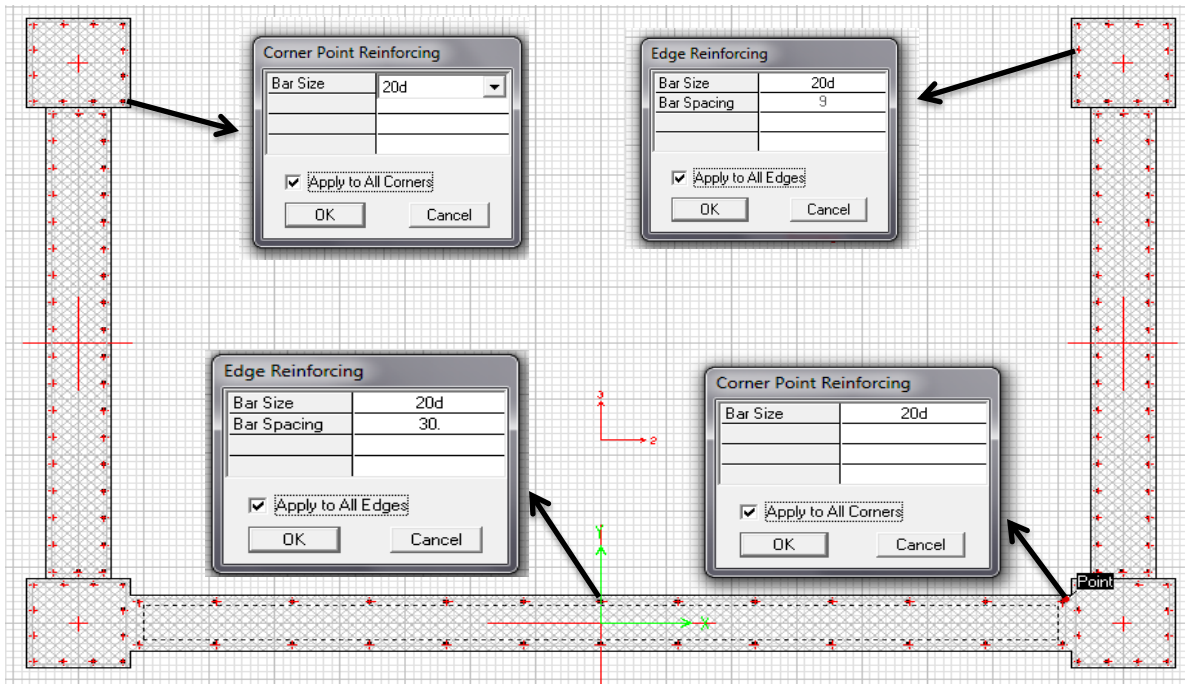 Corner Point Reinforcing
Bar Size 20d
Apply to All Corners
OK Cancel
Edge Reinforcing
Bar Size 20d
Bar Spacing 9
Apply to All Edges
OK Cancel
Edge Reinforcing
Bar Size 20d
Bar Spacing 30.
Apply to All Edges
OK Cancel
3
2
Corner Point Reinforcing
Bar Size 20d
Apply to All Corners
OK Cancel
Y
X
Point